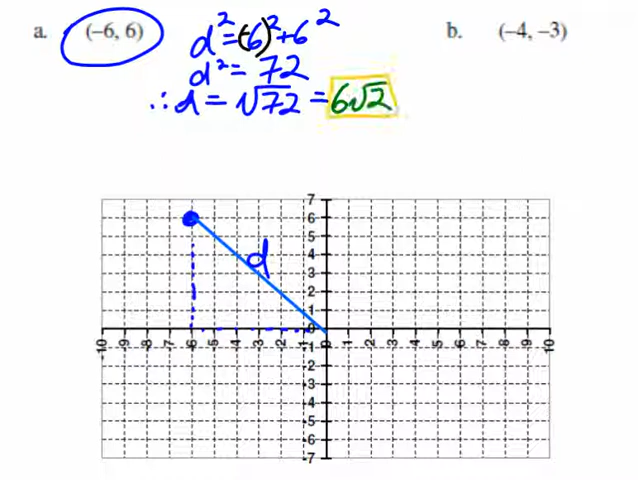 a. (–6, 6)
d² = (-6)² + 6²
d² = 72
∴ d = √72 = 6√2
b. (–4, –3)
d
7
6
5
4
3
2
1
0
-1
-2
-3
-4
-5
-6
-7
-10 -9 -8 -7 -6 -5 -4 -3 -2 -1 0 1 2 3 4 5 6 7 8 9 10